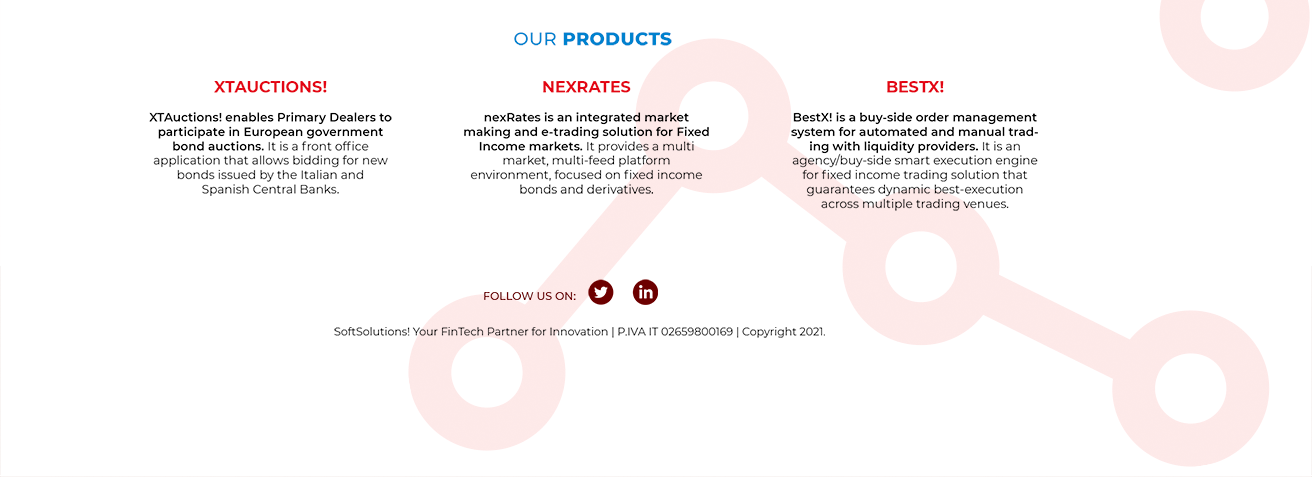 OUR PRODUCTS
XTAUCTIONS!
XTAuctions! enables Primary Dealers to
participate in European government
bond auctions. It is a front office
application that allows bidding for new
bonds issued by the Italian and
Spanish Central Banks.
NEXRATES
nexRates is an integrated market
making and e-trading solution for Fixed
Income markets. It provides a multi
market, multi-feed platform
environment, focused on fixed income
bonds and derivatives.
BESTX!
BestX! is a buy-side order management
system for automated and manual trad-
ing with liquidity providers. It is an
agency/buy-side smart execution engine
for fixed income trading solution that
guarantees dynamic best-execution
across multiple trading venues.
FOLLOW US ON:
SoftSolutions! Your FinTech Partner for Innovation | P.IVA IT 02659800169 | Copyright 2021.